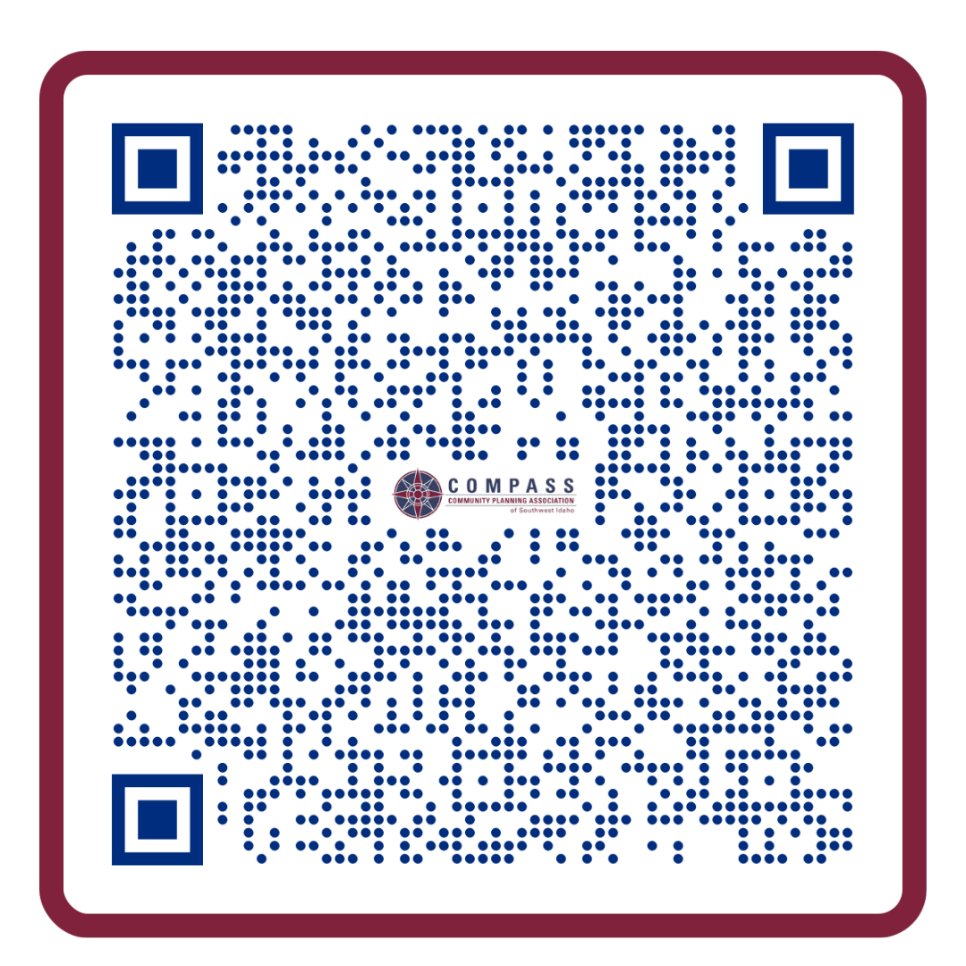 COMPASS
COMMUNITY PLANNING ASSOCIATION
of Southwest Idaho